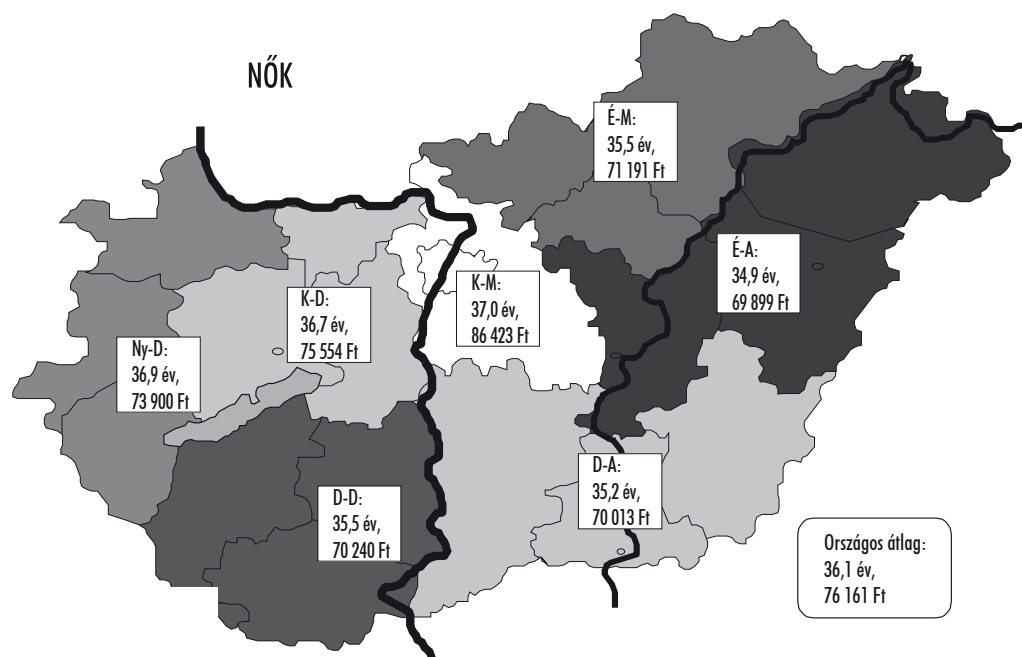 NŐK
É-M:
35,5 év,
71 191 Ft
É-A:
34,9 év,
69 899 Ft
K-M:
37,0 év,
86 423 Ft
K-D:
36,7 év,
75 554 Ft
Ny-D:
36,9 év,
73 900 Ft
D-A:
35,2 év,
70 013 Ft
D-D:
35,5 év,
70 240 Ft
Országos átlag:
36,1 év,
76 161 Ft